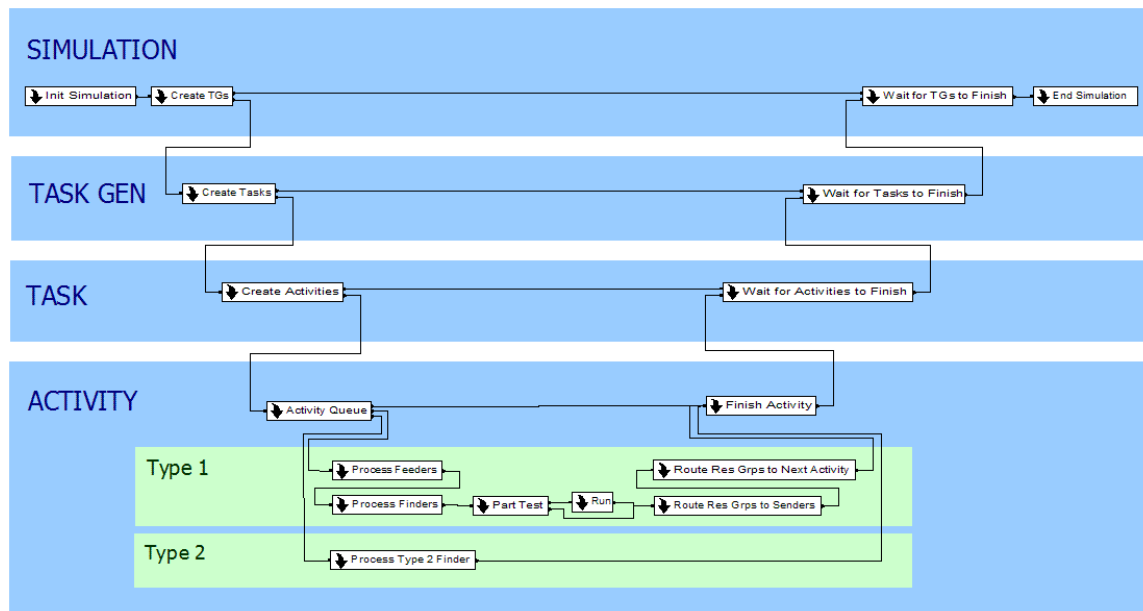 SIMULATION
Init Simulation
Create TGs
Wait for TGs to Finish
End Simulation
TASK GEN
Create Tasks
Wait for Tasks to Finish
TASK
Create Activities
Wait for Activities to Finish
ACTIVITY
Activity Queue
Finish Activity
Type 1
Process Feeders
Route Res Grps to Next Activity
Process Finders
Part Test
Run
Route Res Grps to Senders
Type 2
Process Type 2 Finder